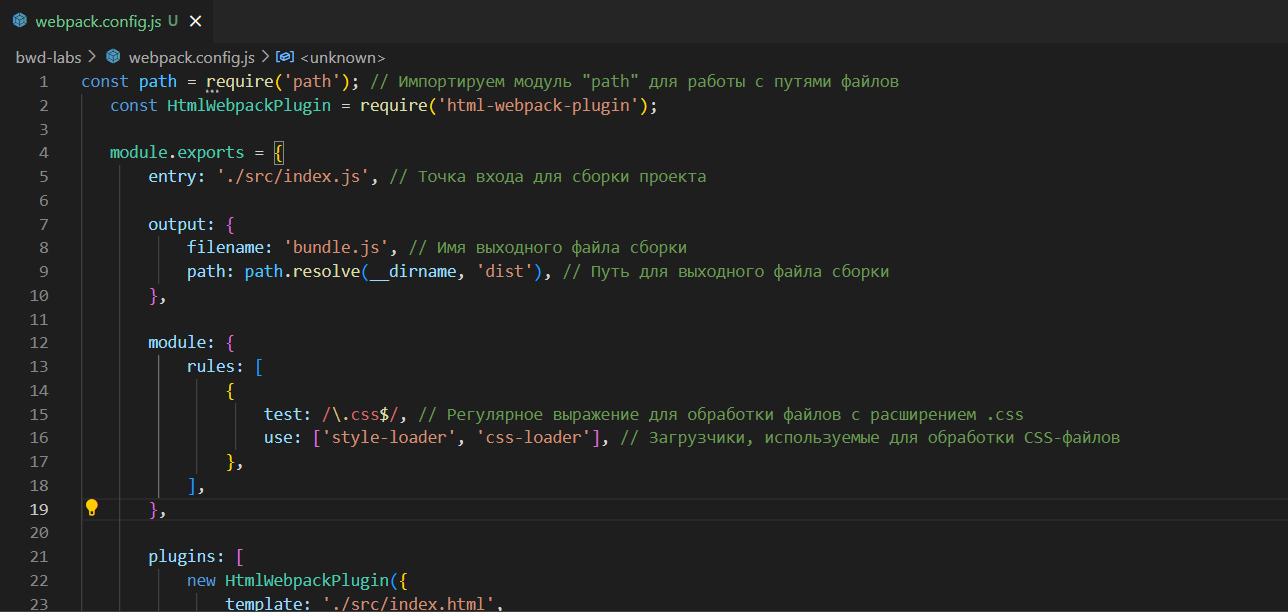 webpack.config.js U ×
bwd-labs > webpack.config.js > <unknown>
1 const path = require('path'); // Импортируем модуль "path" для работы с путями файлов
2 const HtmlWebpackPlugin = require('html-webpack-plugin');
3
4 module.exports = {
5 entry: './src/index.js', // Точка входа для сборки проекта
6
7 output: {
8 filename: 'bundle.js', // Имя выходного файла сборки
9 path: path.resolve(__dirname, 'dist'), // Путь для выходного файла сборки
10 },
11
12 module: {
13 rules: [
14 {
15 test: /\.css$/, // Регулярное выражение для обработки файлов с расширением .css
16 use: ['style-loader', 'css-loader'], // Загрузчики, используемые для обработки CSS-файлов
17 },
18 ],
19 },
20
21 plugins: [
22 new HtmlWebpackPlugin({
23 template: './src/index.html',